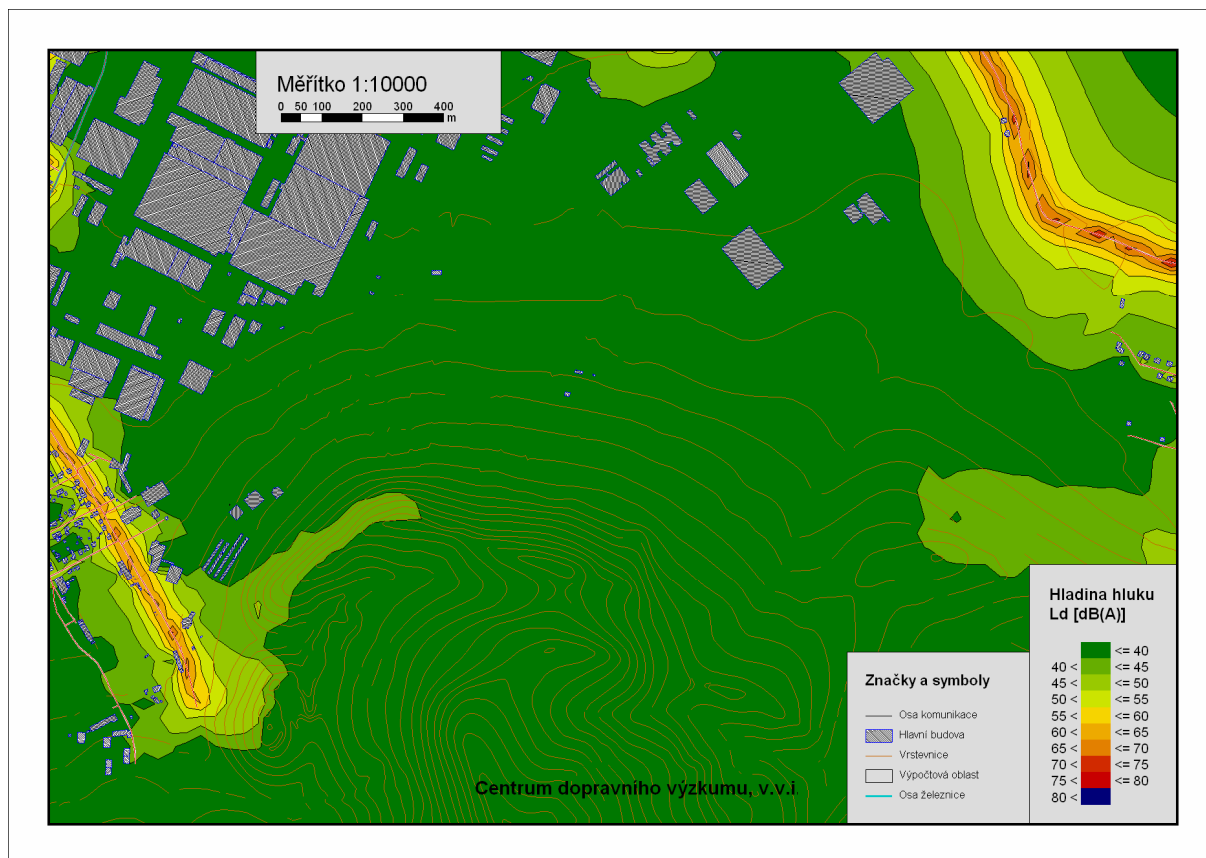 Měřítko 1:10000
0 50 100 200 300 400
m
Hladina hluku
Ld [dB(A)]
<= 40
40 < <= 45
45 < <= 50
50 < <= 55
55 < <= 60
60 < <= 65
65 < <= 70
70 < <= 75
75 < <= 80
80 <
Značky a symboly
Osa komunikace
Hlavní budova
Vrstevnice
Výpočtová oblast
Osa železnice
Centrum dopravního výzkumu, v.v.i